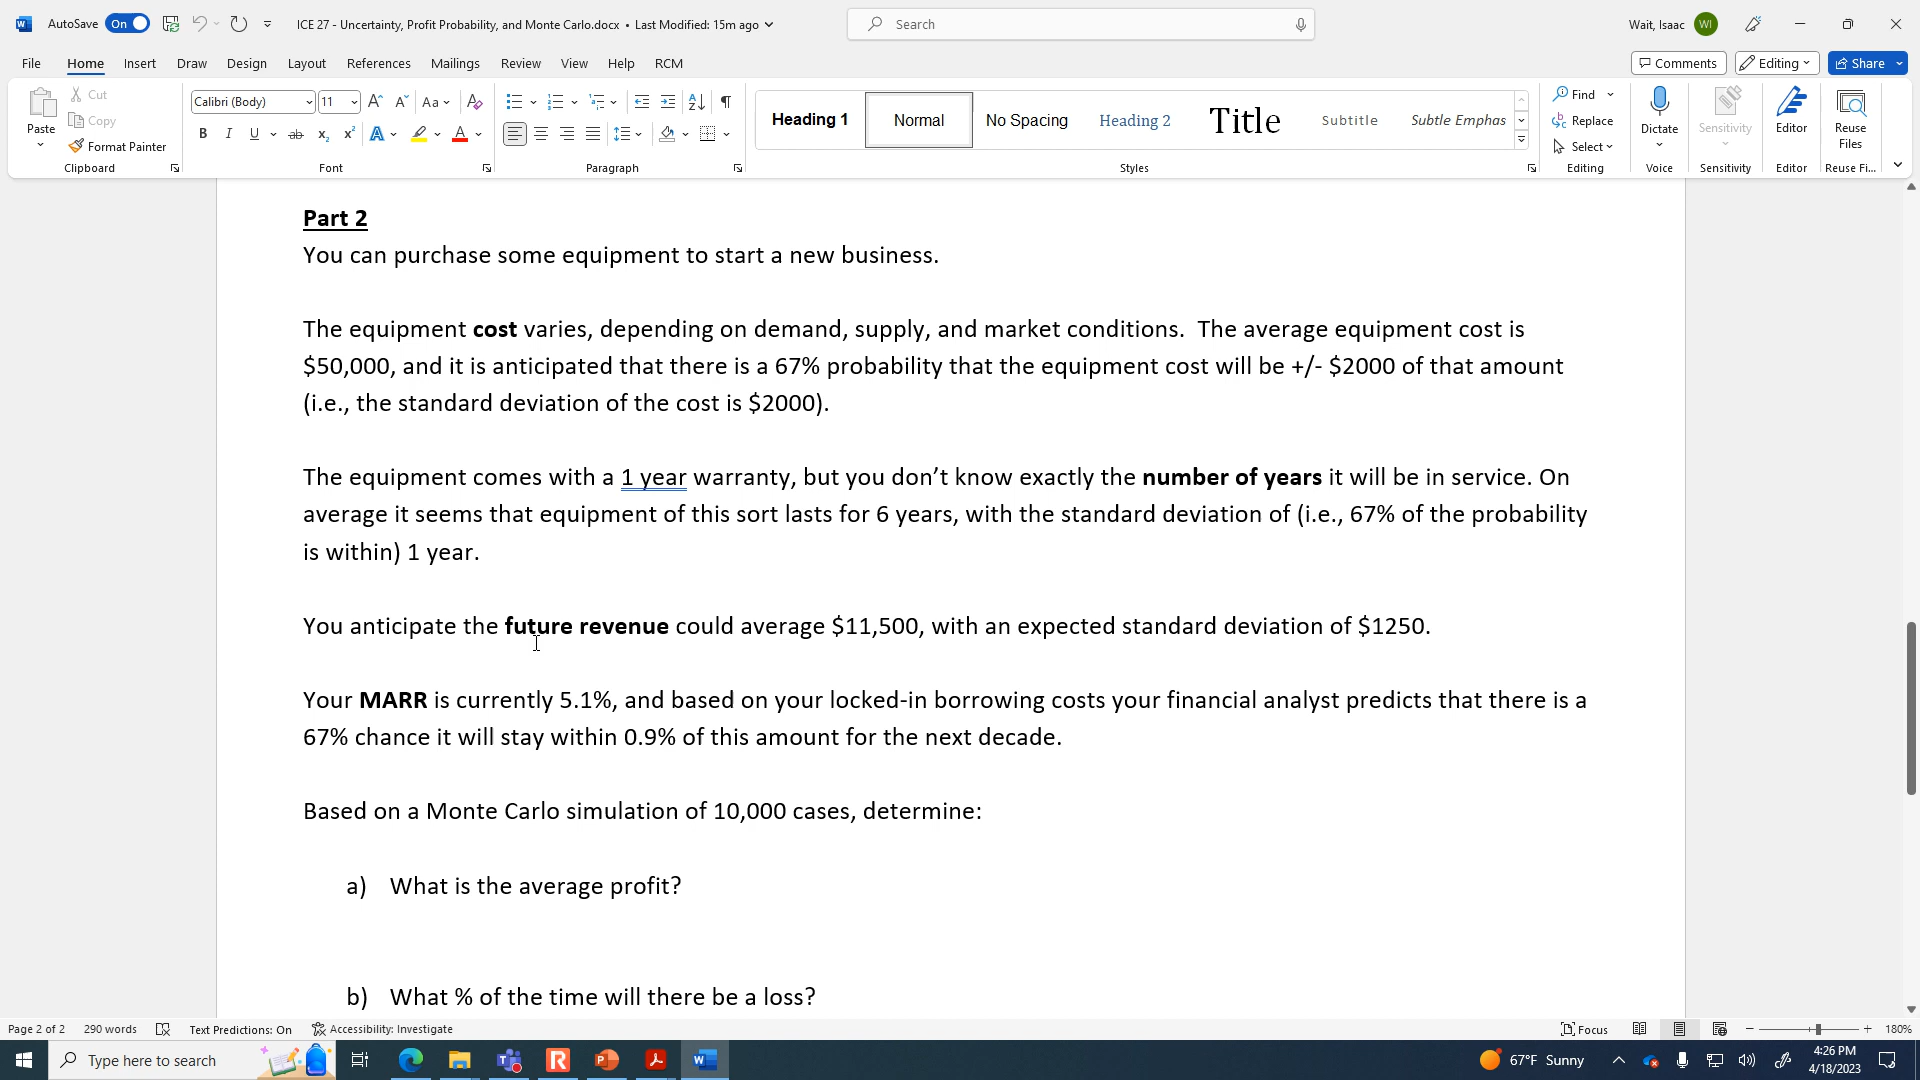 AutoSave On ICE 27 - Uncertainty, Profit Probability, and Monte Carlo.docx • Last Modified: 15m ago Search Wait, Isaac WI
File Home Insert Draw Design Layout References Mailings Review View Help RCM Comments Editing Share
Paste Cut Copy Format Painter Clipboard
Calibri (Body) 11 Aa Font
Paragraph
Heading 1 Normal No Spacing Heading 2 Title Subtitle Subtle Emphas Styles
Find Replace Select Editing
Dictate Voice
Sensitivity Sensitivity
Editor Editor
Reuse Files Reuse Fi...
Part 2
You can purchase some equipment to start a new business.
The equipment cost varies, depending on demand, supply, and market conditions. The average equipment cost is
$50,000, and it is anticipated that there is a 67% probability that the equipment cost will be +/- $2000 of that amount
(i.e., the standard deviation of the cost is $2000).
The equipment comes with a 1 year warranty, but you don’t know exactly the number of years it will be in service. On
average it seems that equipment of this sort lasts for 6 years, with the standard deviation of (i.e., 67% of the probability
is within) 1 year.
You anticipate the future revenue could average $11,500, with an expected standard deviation of $1250.
Your MARR is currently 5.1%, and based on your locked-in borrowing costs your financial analyst predicts that there is a
67% chance it will stay within 0.9% of this amount for the next decade.
Based on a Monte Carlo simulation of 10,000 cases, determine:
a) What is the average profit?
b) What % of the time will there be a loss?
Page 2 of 2 290 words Text Predictions: On Accessibility: Investigate Focus 180%
Type here to search 67°F Sunny 4:26 PM
4/18/2023